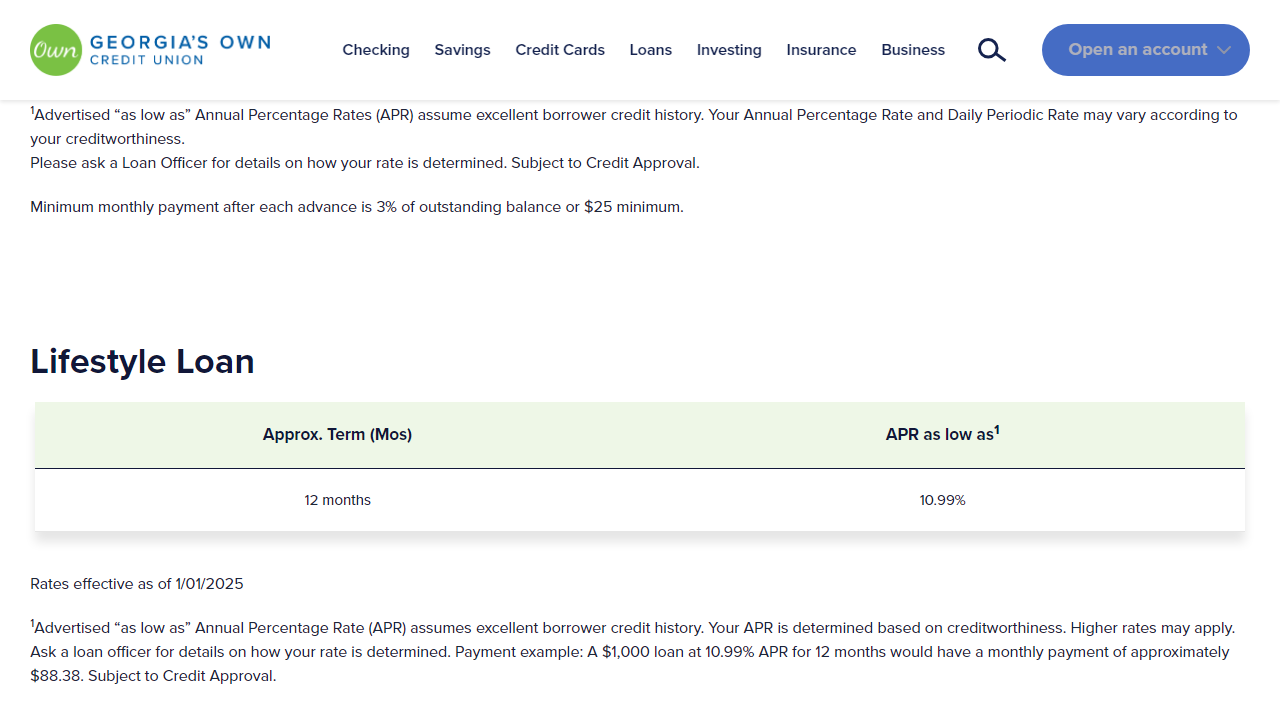 Own GEORGIA'S OWN
CREDIT UNION
Checking Savings Credit Cards Loans Investing Insurance Business Open an account
¹Advertised “as low as” Annual Percentage Rates (APR) assume excellent borrower credit history. Your Annual Percentage Rate and Daily Periodic Rate may vary according to
your creditworthiness.
Please ask a Loan Officer for details on how your rate is determined. Subject to Credit Approval.
Minimum monthly payment after each advance is 3% of outstanding balance or $25 minimum.
Lifestyle Loan
Approx. Term (Mos) APR as low as¹
12 months 10.99%
Rates effective as of 1/01/2025
¹Advertised “as low as” Annual Percentage Rate (APR) assumes excellent borrower credit history. Your APR is determined based on creditworthiness. Higher rates may apply.
Ask a loan officer for details on how your rate is determined. Payment example: A $1,000 loan at 10.99% APR for 12 months would have a monthly payment of approximately
$88.38. Subject to Credit Approval.